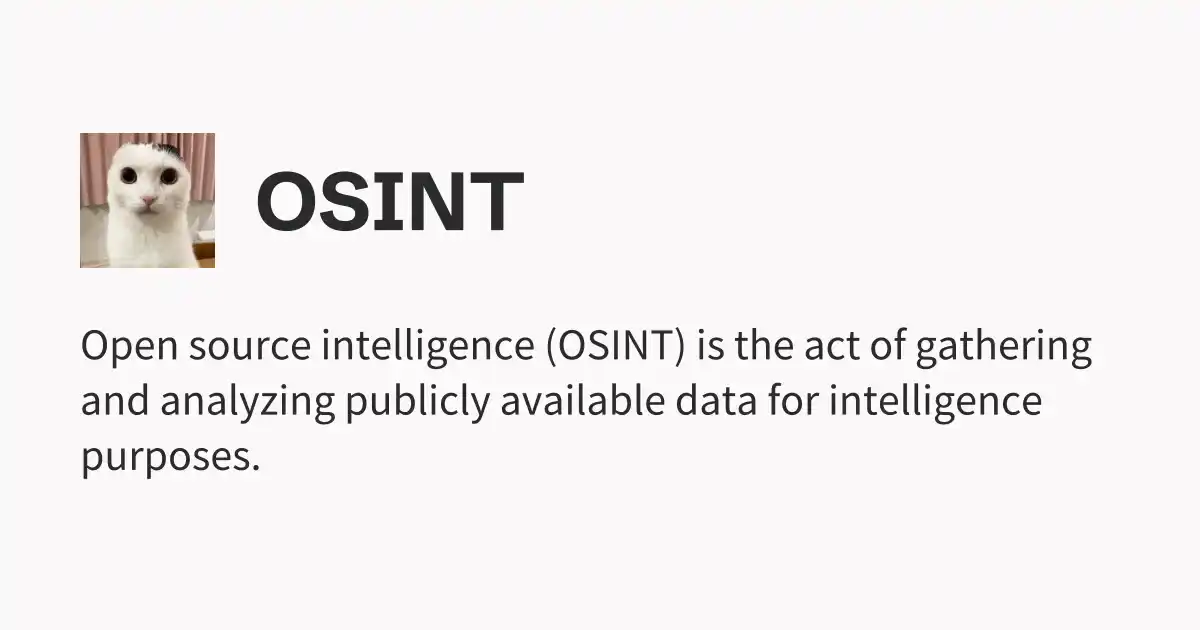 OSINT
Open source intelligence (OSINT) is the act of gathering
and analyzing publicly available data for intelligence
purposes.